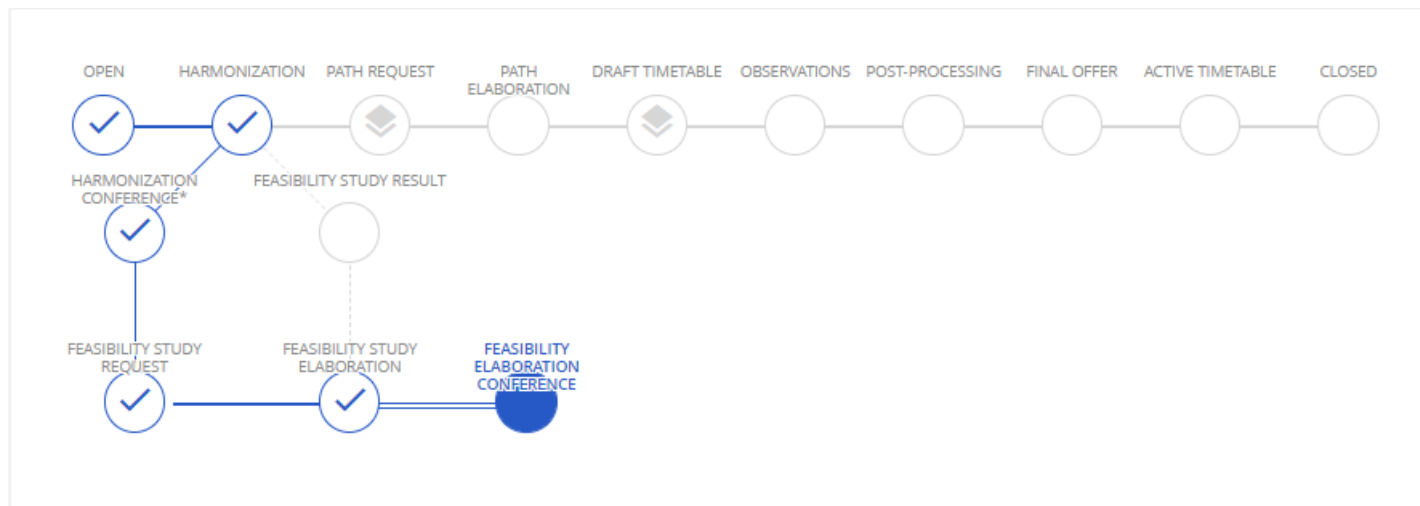 OPEN
HARMONIZATION
PATH REQUEST
PATH
ELABORATION
DRAFT TIMETABLE
OBSERVATIONS
POST-PROCESSING
FINAL OFFER
ACTIVE TIMETABLE
CLOSED
HARMONIZATION
CONFERENCE*
FEASIBILITY STUDY RESULT
FEASIBILITY STUDY
REQUEST
FEASIBILITY STUDY
ELABORATION
FEASIBILITY
ELABORATION
CONFERENCE